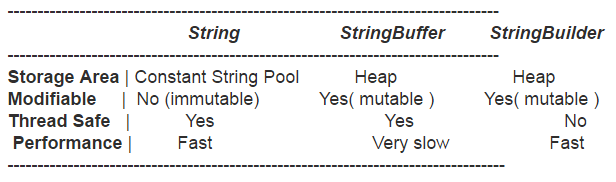 --------------------------------------------------------------------------------
String StringBuffer StringBuilder
--------------------------------------------------------------------------------
Storage Area | Constant String Pool Heap Heap
Modifiable | No (immutable) Yes( mutable ) Yes( mutable )
Thread Safe | Yes Yes No
Performance | Fast Very slow Fast
--------------------------------------------------------------------------------